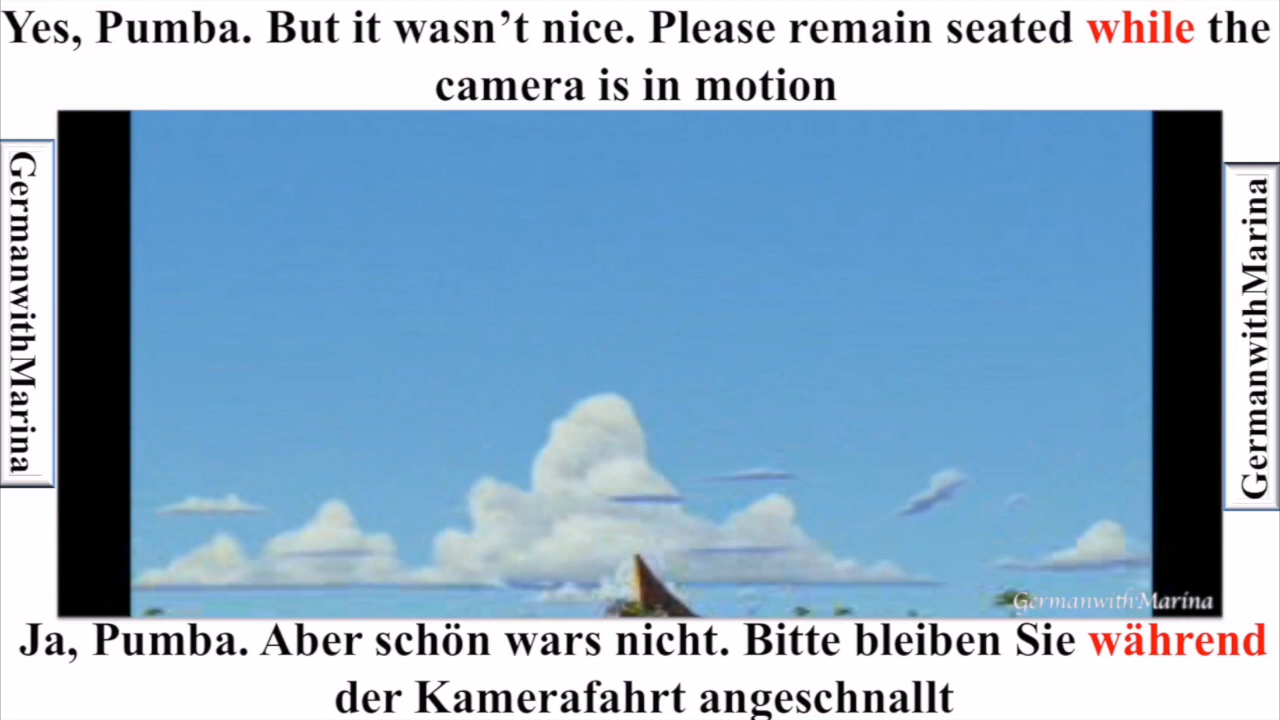 Yes, Pumba. But it wasn’t nice. Please remain seated while the
camera is in motion
GermanwithMarina
GermanwithMarina
GermanwithMarina
Ja, Pumba. Aber schön wars nicht. Bitte bleiben Sie während
der Kamerafahrt angeschnallt